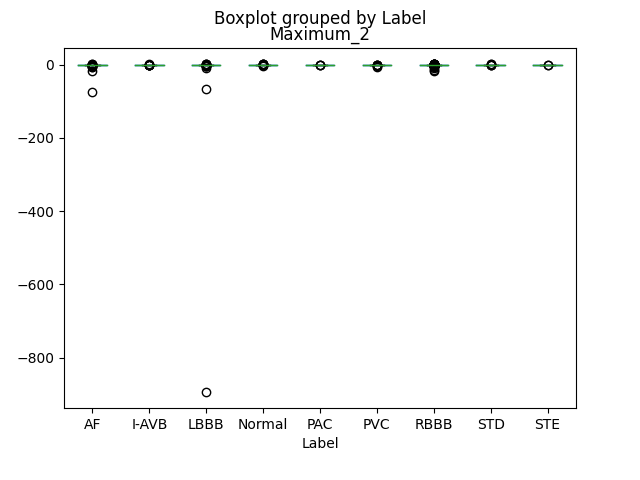 Boxplot grouped by Label
Maximum_2
0
−200
−400
−600
−800
AF I-AVB LBBB Normal PAC PVC RBBB STD STE
Label